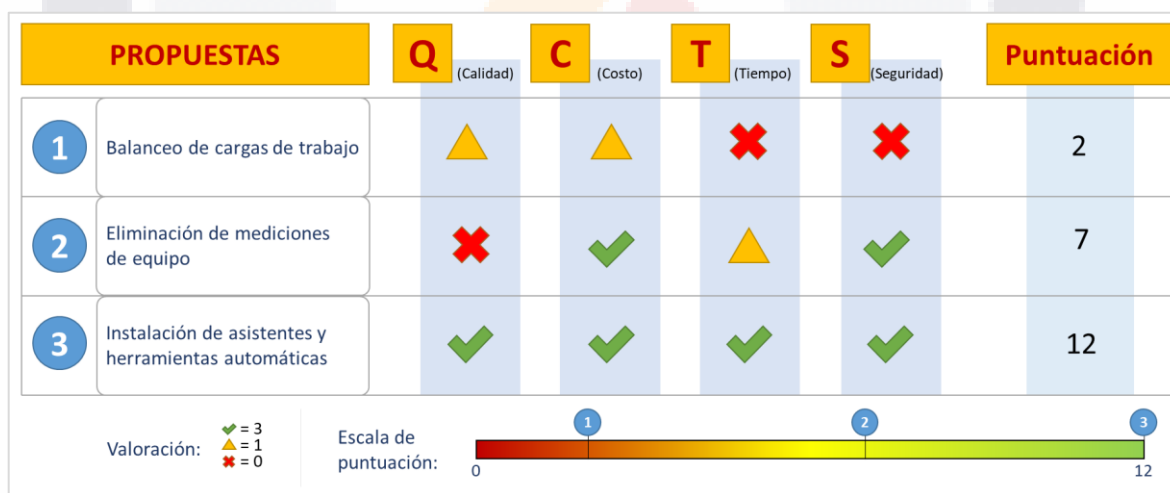 PROPUESTAS
Q (Calidad)
C (Costo)
T (Tiempo)
S (Seguridad)
Puntuación
1
Balanceo de cargas de trabajo
2
2
Eliminación de mediciones
de equipo
7
3
Instalación de asistentes y
herramientas automáticas
12
Valoración:
= 3
= 1
= 0
Escala de
puntuación:
1
2
3
0
12